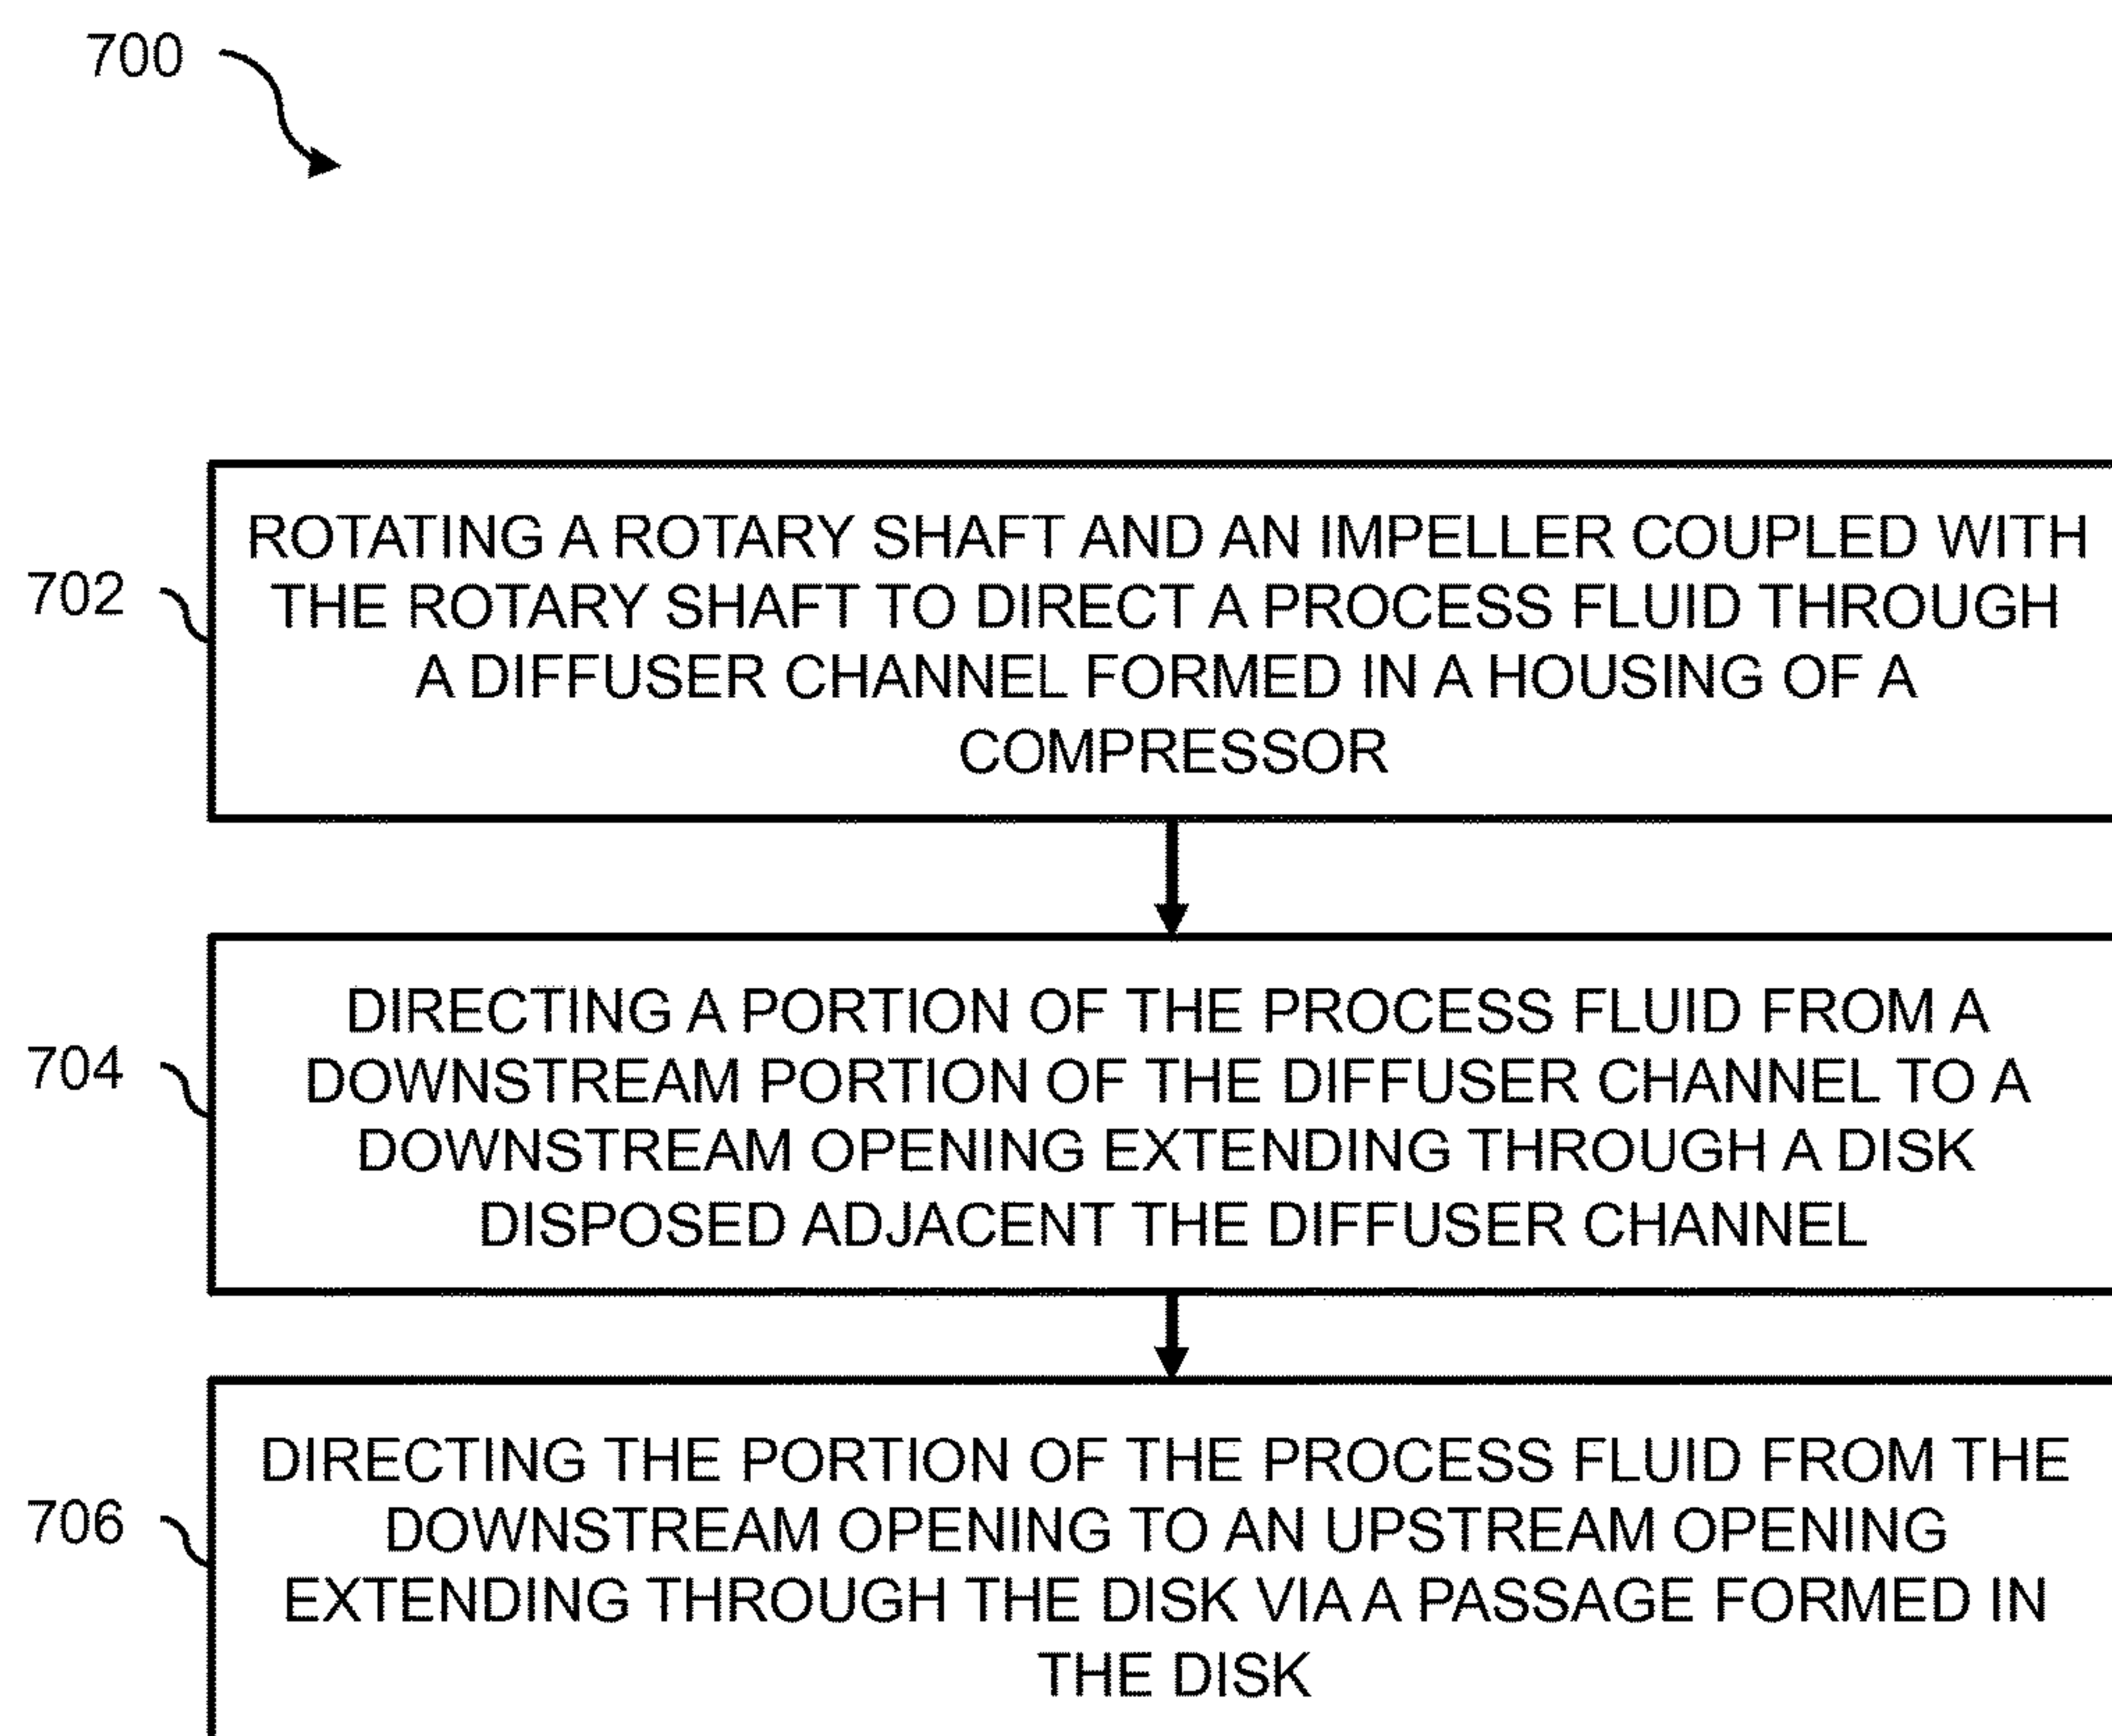 700
702
ROTATING A ROTARY SHAFT AND AN IMPELLER COUPLED WITH
THE ROTARY SHAFT TO DIRECT A PROCESS FLUID THROUGH
A DIFFUSER CHANNEL FORMED IN A HOUSING OF A
COMPRESSOR
704
DIRECTING A PORTION OF THE PROCESS FLUID FROM A
DOWNSTREAM PORTION OF THE DIFFUSER CHANNEL TO A
DOWNSTREAM OPENING EXTENDING THROUGH A DISK
DISPOSED ADJACENT THE DIFFUSER CHANNEL
706
DIRECTING THE PORTION OF THE PROCESS FLUID FROM THE
DOWNSTREAM OPENING TO AN UPSTREAM OPENING
EXTENDING THROUGH THE DISK VIA A PASSAGE FORMED IN
THE DISK